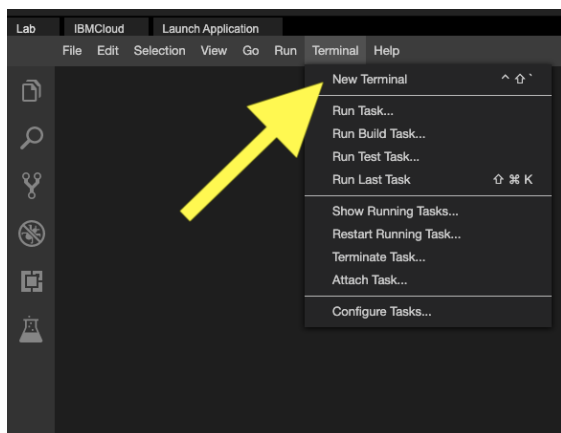 Lab IBMCloud Launch Application
File Edit Selection View Go Run Terminal Help
New Terminal ^ ⇧ `
Run Task...
Run Build Task...
Run Test Task...
Run Last Task ⇧ ⌘ K
Show Running Tasks...
Restart Running Task...
Terminate Task...
Attach Task...
Configure Tasks...